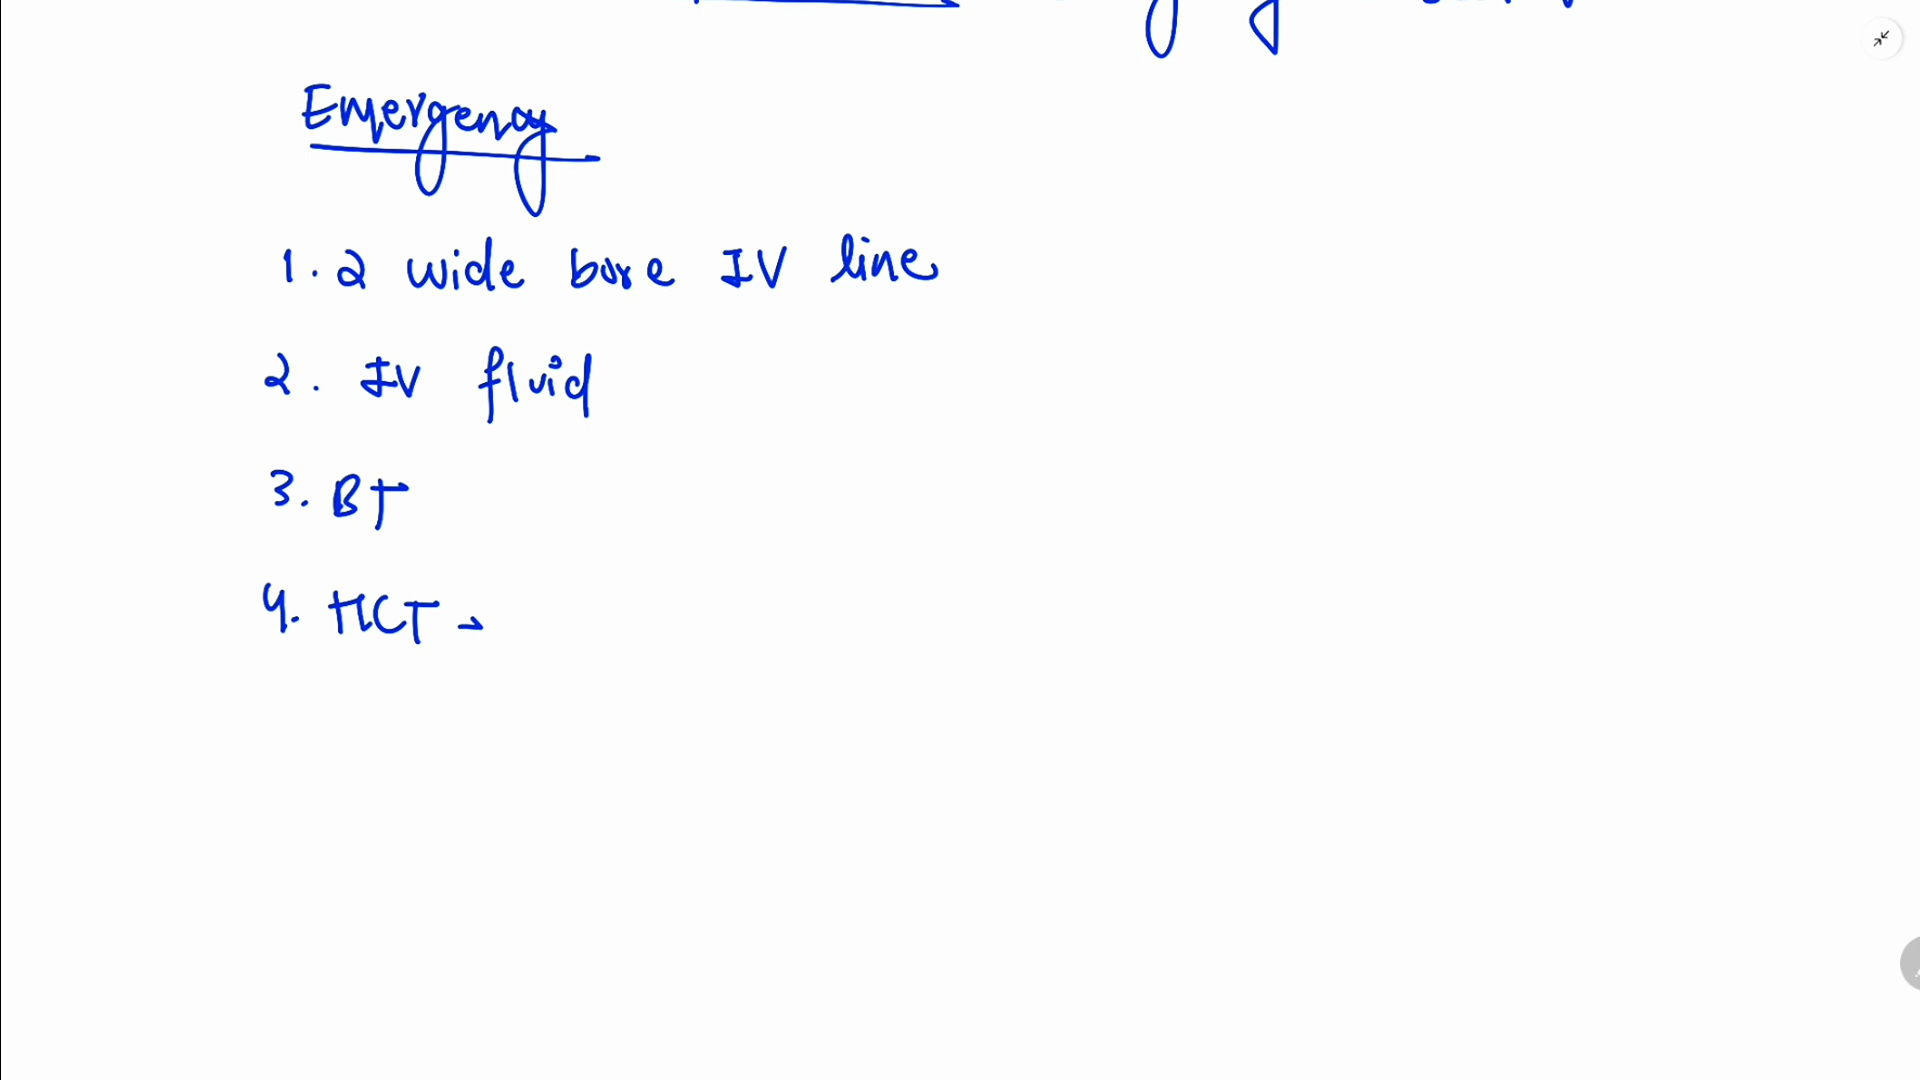 Emergency
1. 2 wide bore IV line
2. IV fluid
3. BT
4. HCT →